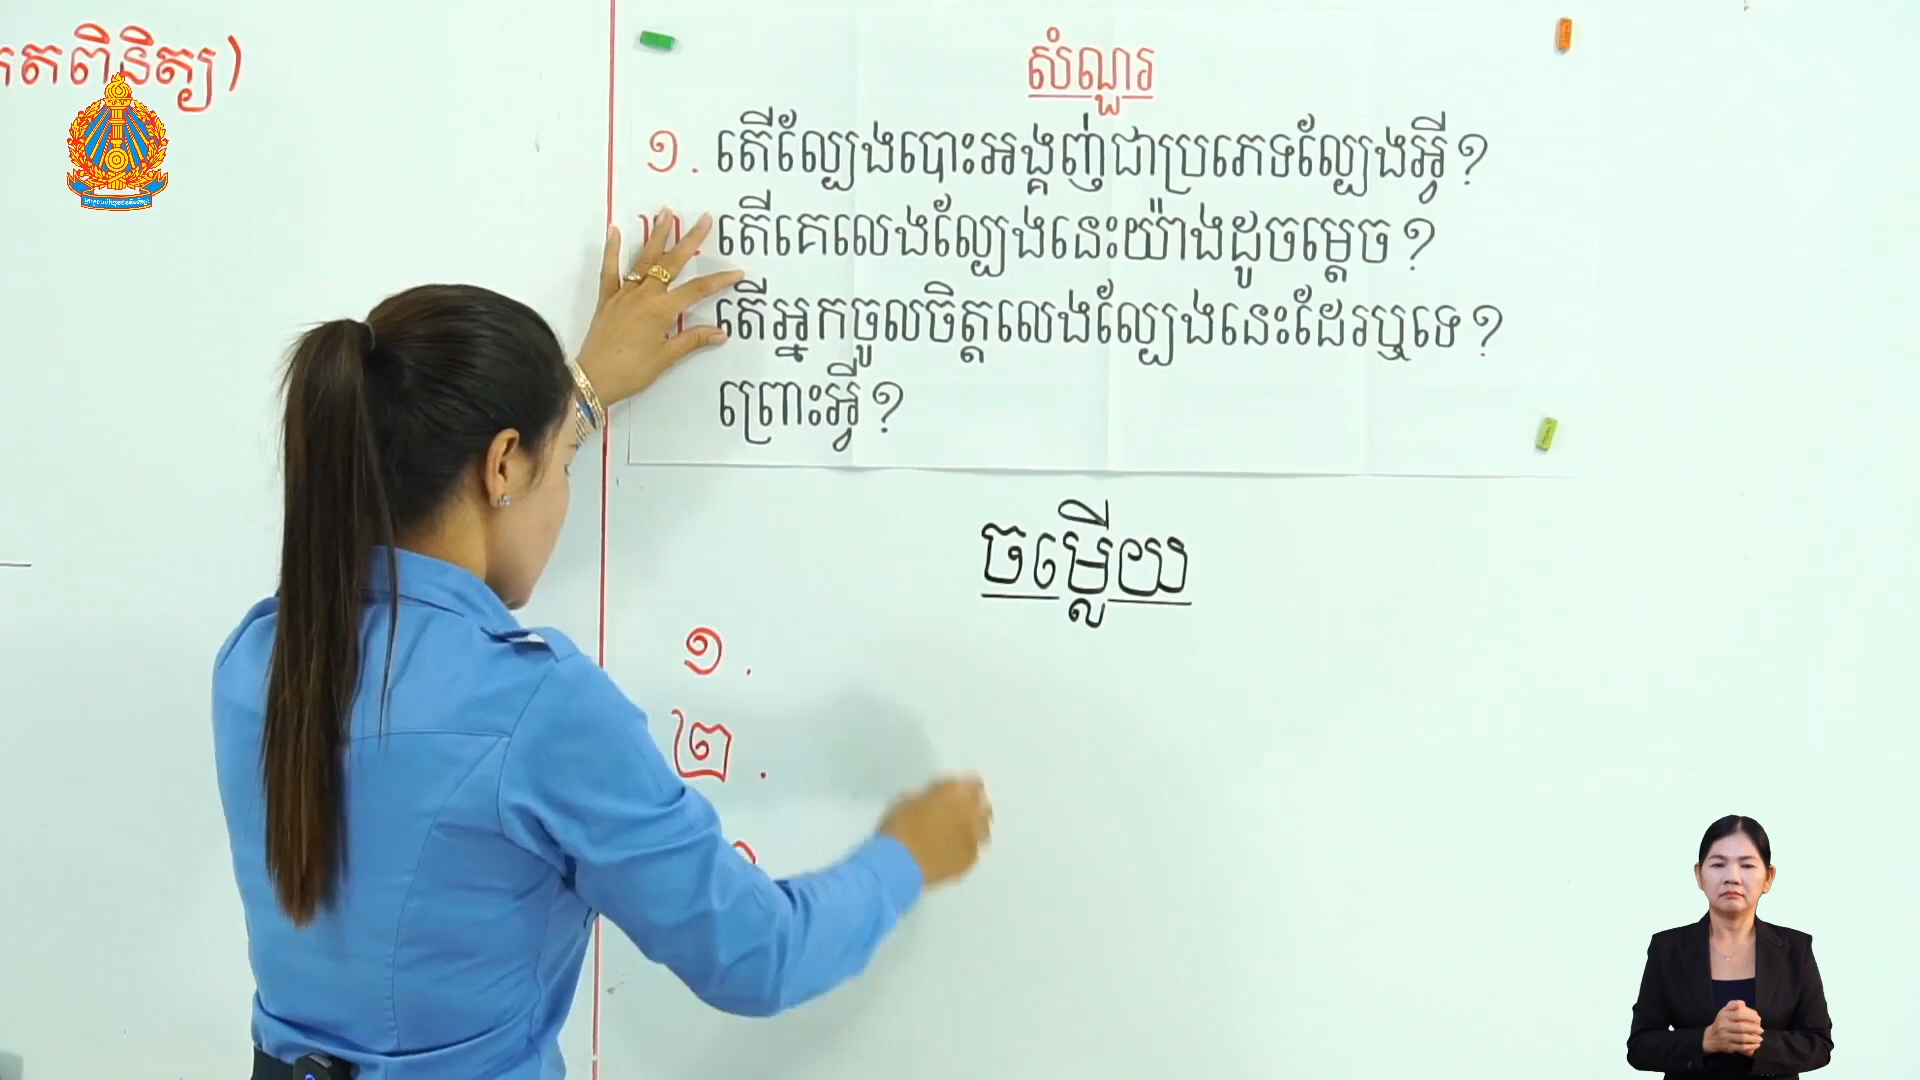 តពិនិត្យ)
សំណួរ
១. តើល្បែងបោះអង្គញ់ជាប្រភេទល្បែងអ្វី?
២. តើគេលេងល្បែងនេះយ៉ាងដូចម្តេច?
តើអ្នកចូលចិត្តលេងល្បែងនេះដែរឬទេ?
ព្រោះអ្វី?
ចម្លើយ
១.
២.